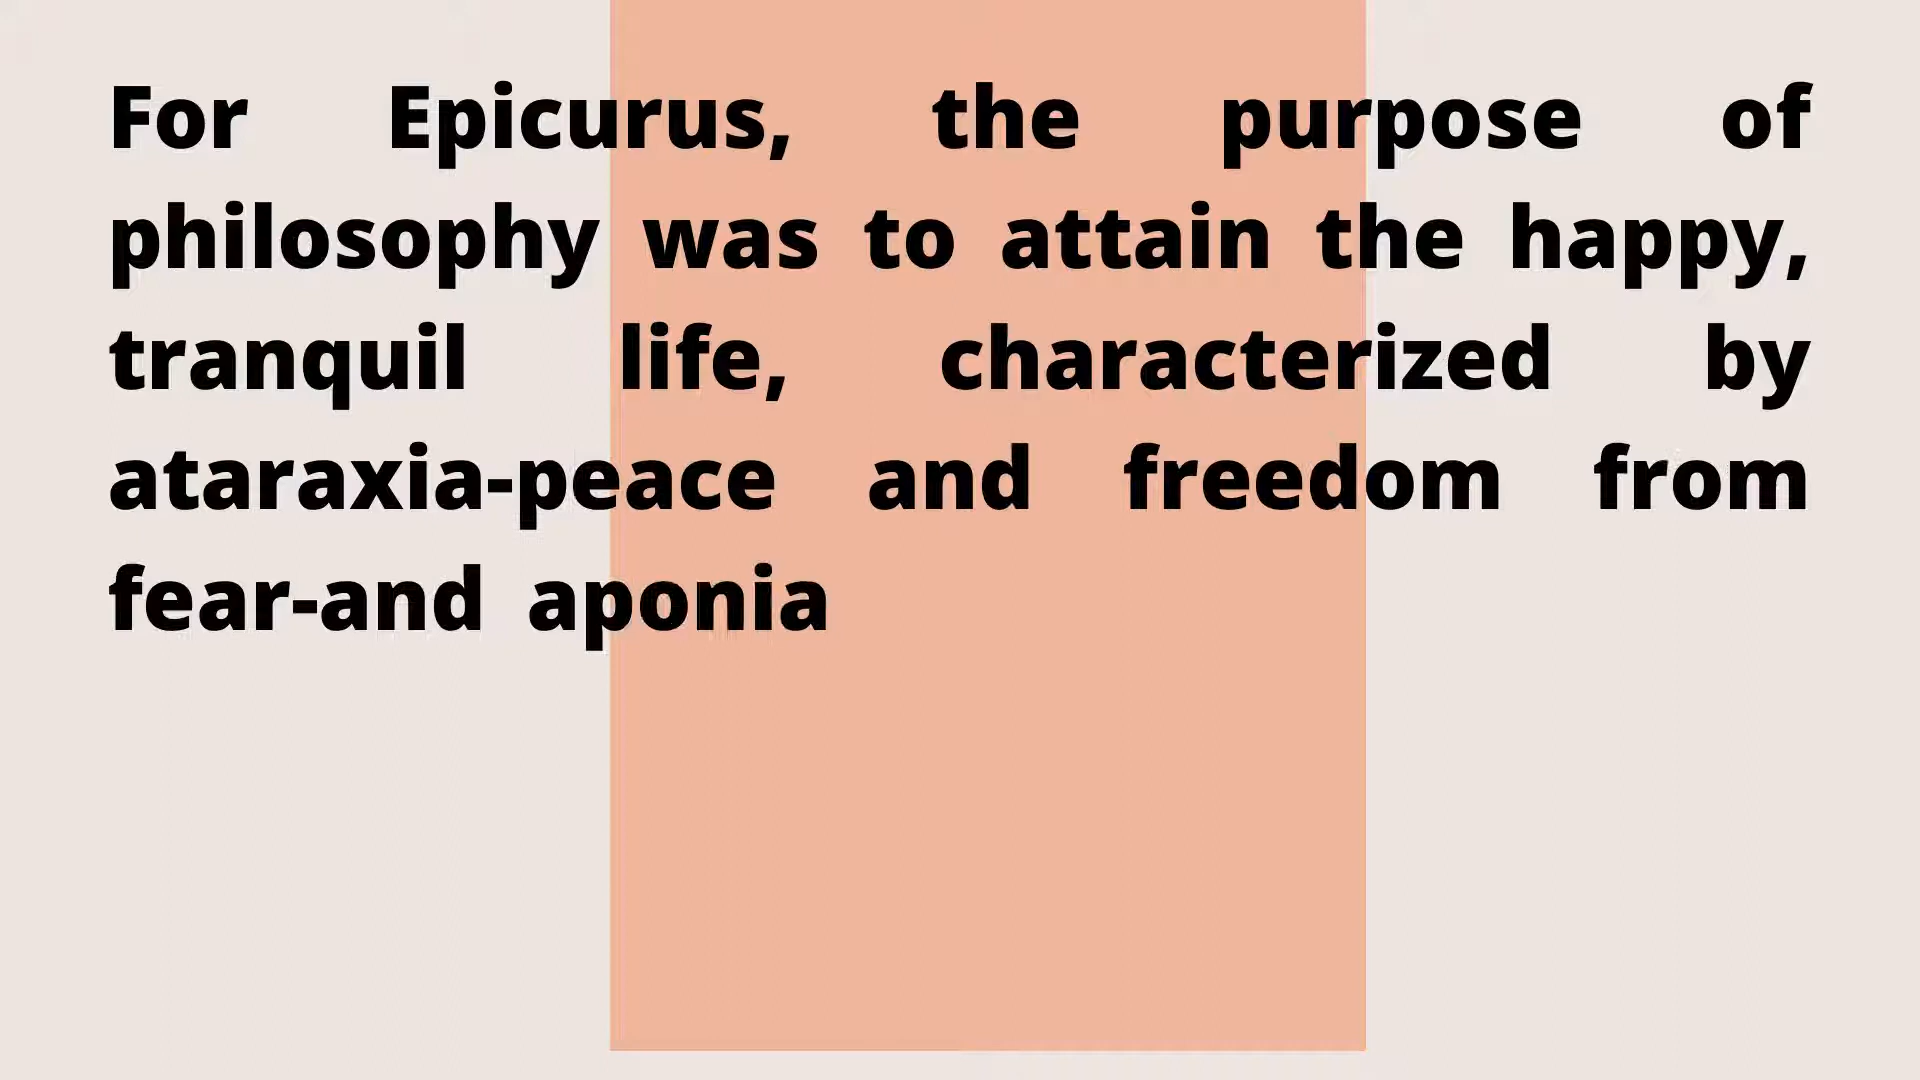 For Epicurus, the purpose of
philosophy was to attain the happy,
tranquil life, characterized by
ataraxia-peace and freedom from
fear-and aponia